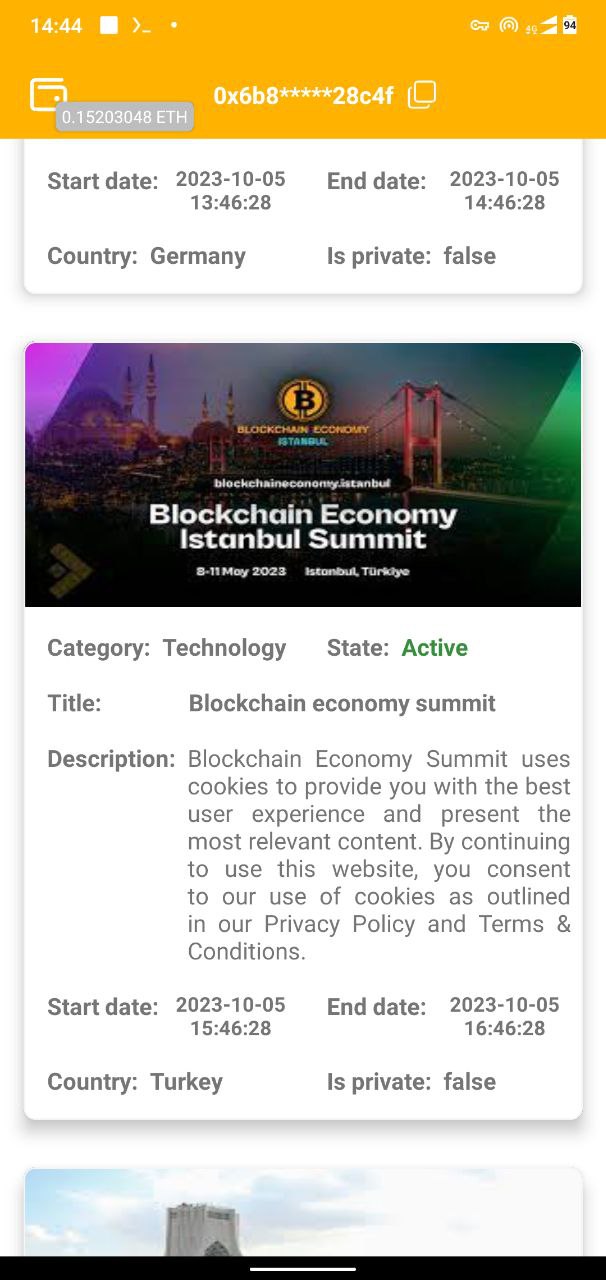 14:44
94
0x6b8*****28c4f
0.15203048 ETH
Start date: 2023-10-05 13:46:28 End date: 2023-10-05 14:46:28
Country: Germany Is private: false
BLOCKCHAIN ECONOMY
ISTANBUL
blockchaineconomy.istanbul
Blockchain Economy
Istanbul Summit
8-11 May 2023 Istanbul, Türkiye
Category: Technology State: Active
Title: Blockchain economy summit
Description: Blockchain Economy Summit uses
cookies to provide you with the best
user experience and present the
most relevant content. By continuing
to use this website, you consent
to our use of cookies as outlined
in our Privacy Policy and Terms &
Conditions.
Start date: 2023-10-05 15:46:28 End date: 2023-10-05 16:46:28
Country: Turkey Is private: false